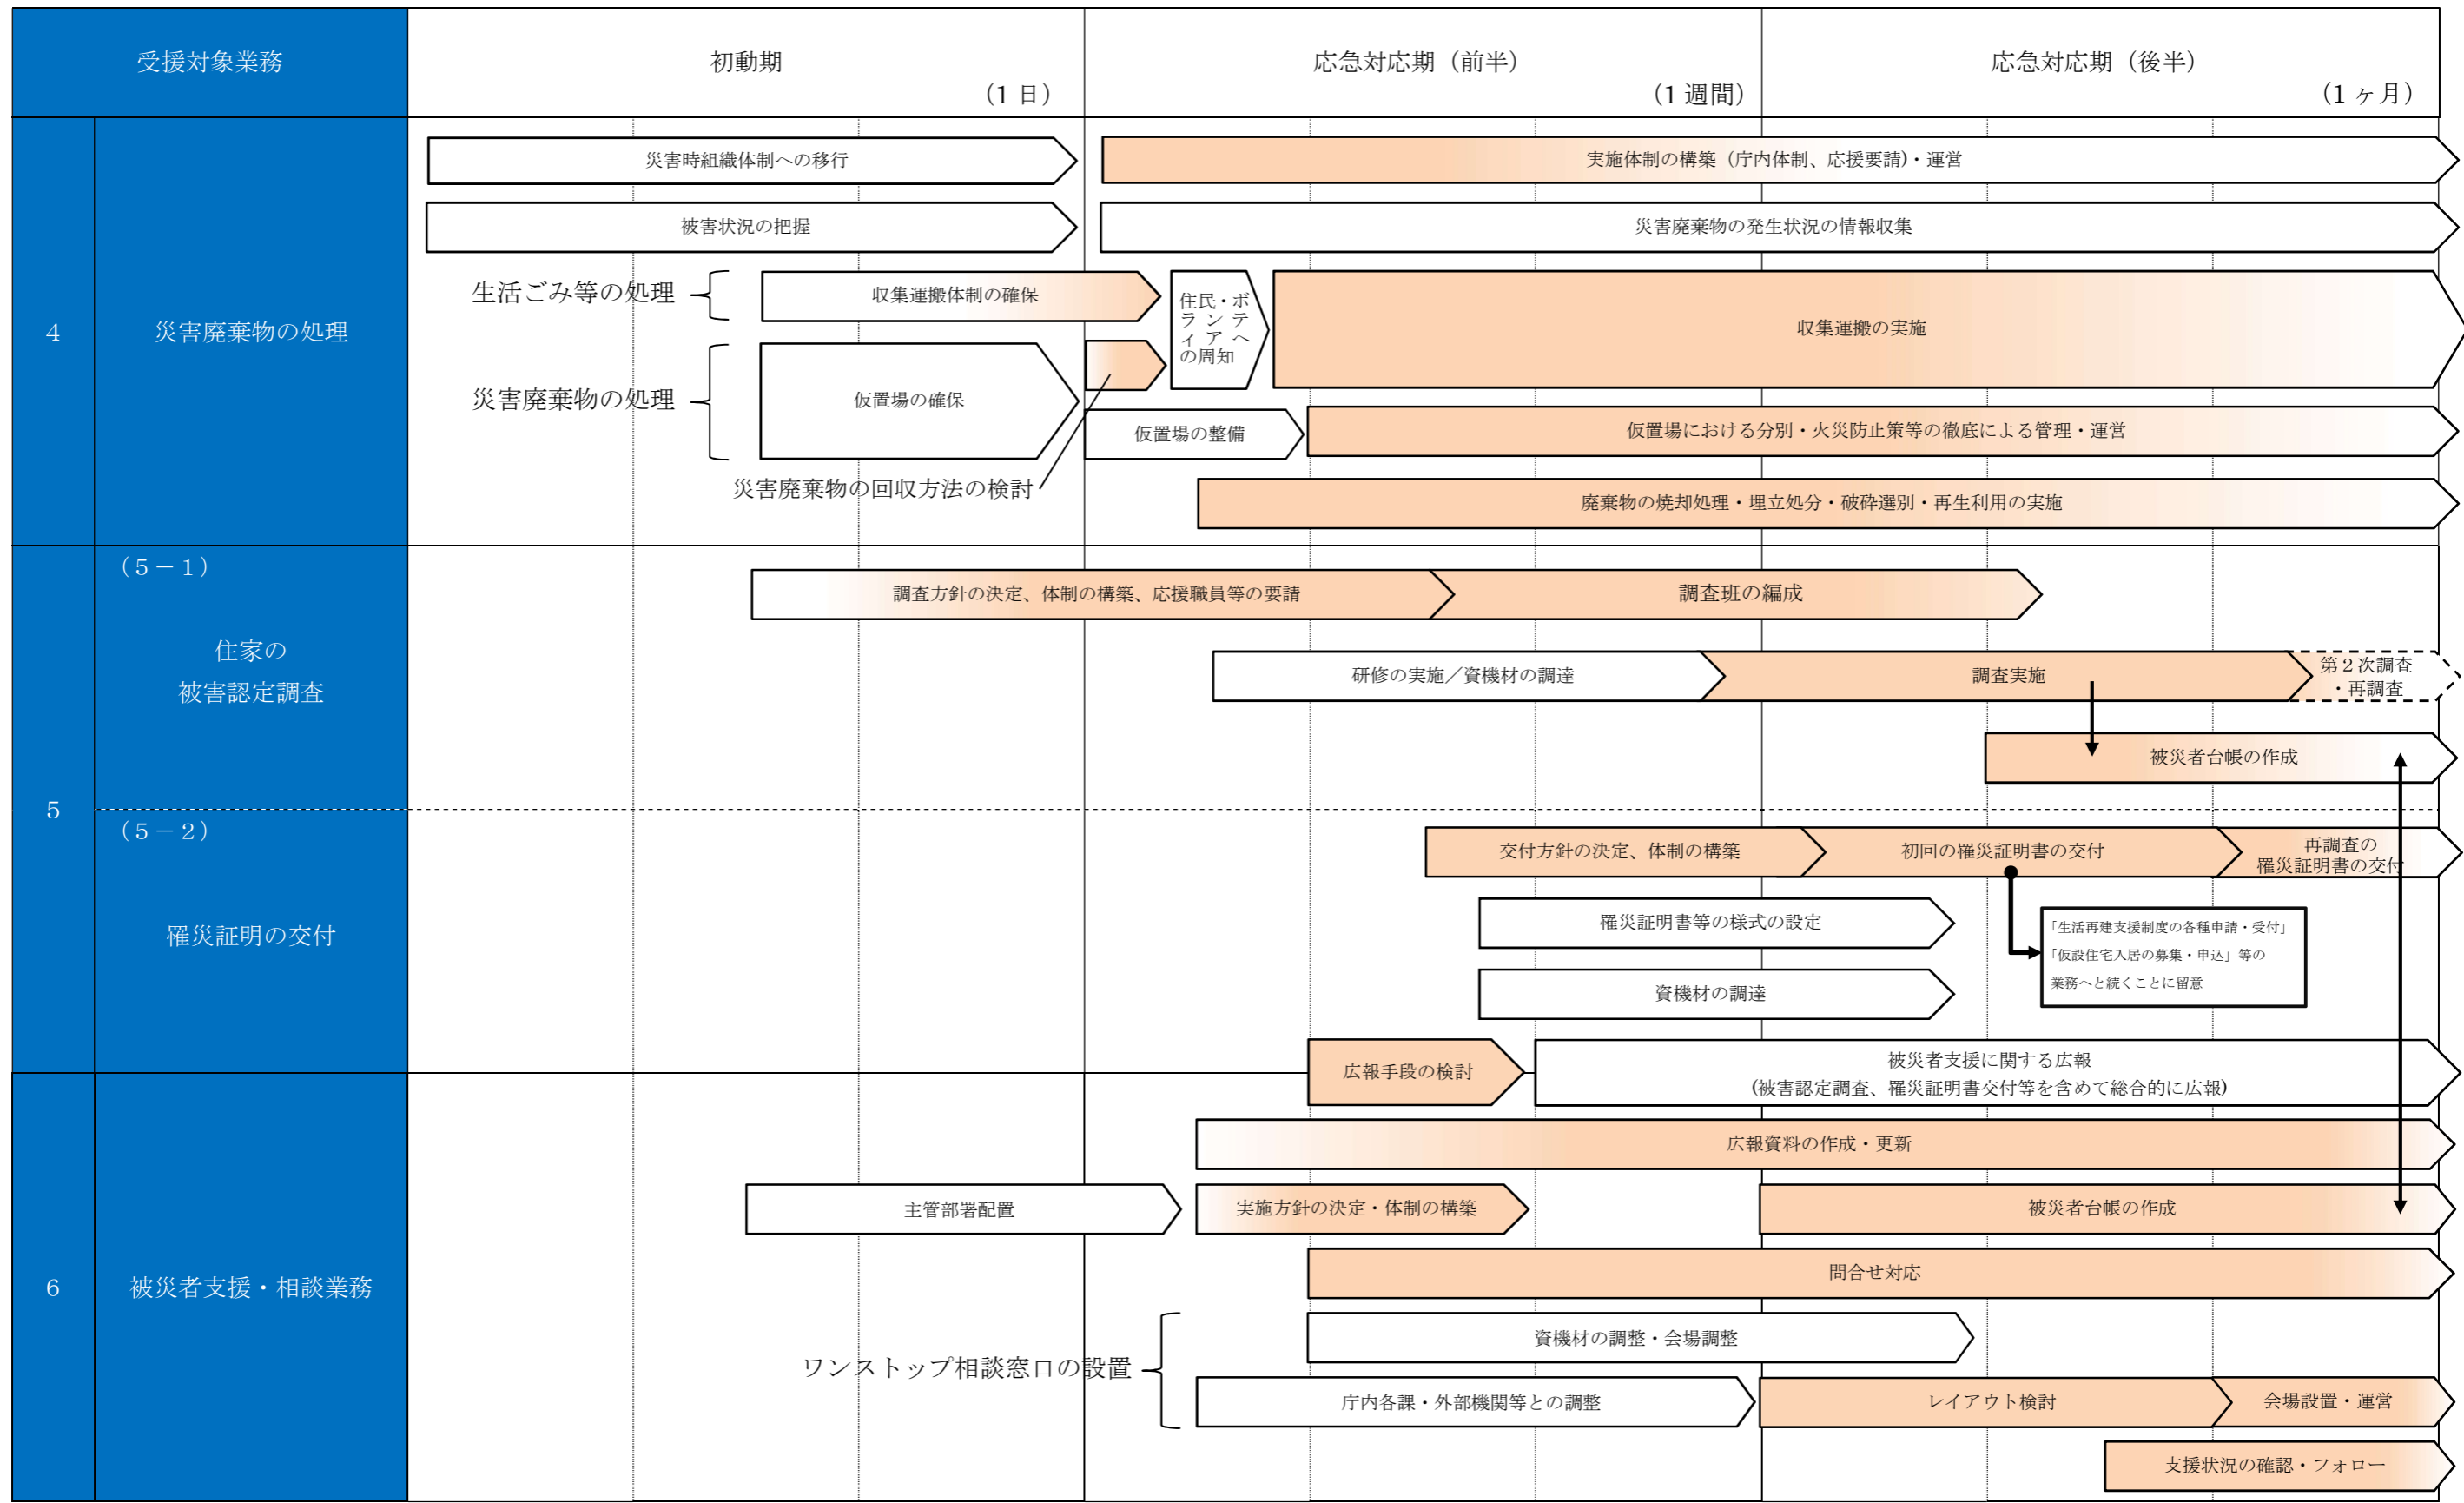 受援対象業務
初動期
（1 日）
応急対応期（前半）
（1 週間）
応急対応期（後半）
（1 ヶ月）
4
災害廃棄物の処理
災害時組織体制への移行
実施体制の構築（庁内体制、応援要請）・運営
被害状況の把握
災害廃棄物の発生状況の情報収集
生活ごみ等の処理
収集運搬体制の確保
住民・ボ
ランテ
ィアへ
の周知
収集運搬の実施
災害廃棄物の処理
仮置場の確保
仮置場の整備
仮置場における分別・火災防止策等の徹底による管理・運営
災害廃棄物の回収方法の検討
廃棄物の焼却処理・埋立処分・破砕選別・再生利用の実施
5
（５－１）
住家の
被害認定調査
調査方針の決定、体制の構築、応援職員等の要請
調査班の編成
研修の実施／資機材の調達
調査実施
第２次調査
・再調査
被災者台帳の作成
（５－２）
罹災証明の交付
交付方針の決定、体制の構築
初回の罹災証明書の交付
再調査の
罹災証明書の交付
罹災証明書等の様式の設定
「生活再建支援制度の各種申請・受付」
「仮設住宅入居の募集・申込」等の
業務へと続くことに留意
資機材の調達
広報手段の検討
被災者支援に関する広報
(被害認定調査、罹災証明書交付等を含めて総合的に広報)
6
被災者支援・相談業務
広報資料の作成・更新
主管部署配置
実施方針の決定・体制の構築
被災者台帳の作成
問合せ対応
ワンストップ相談窓口の設置
資機材の調整・会場調整
庁内各課・外部機関等との調整
レイアウト検討
会場設置・運営
支援状況の確認・フォロー